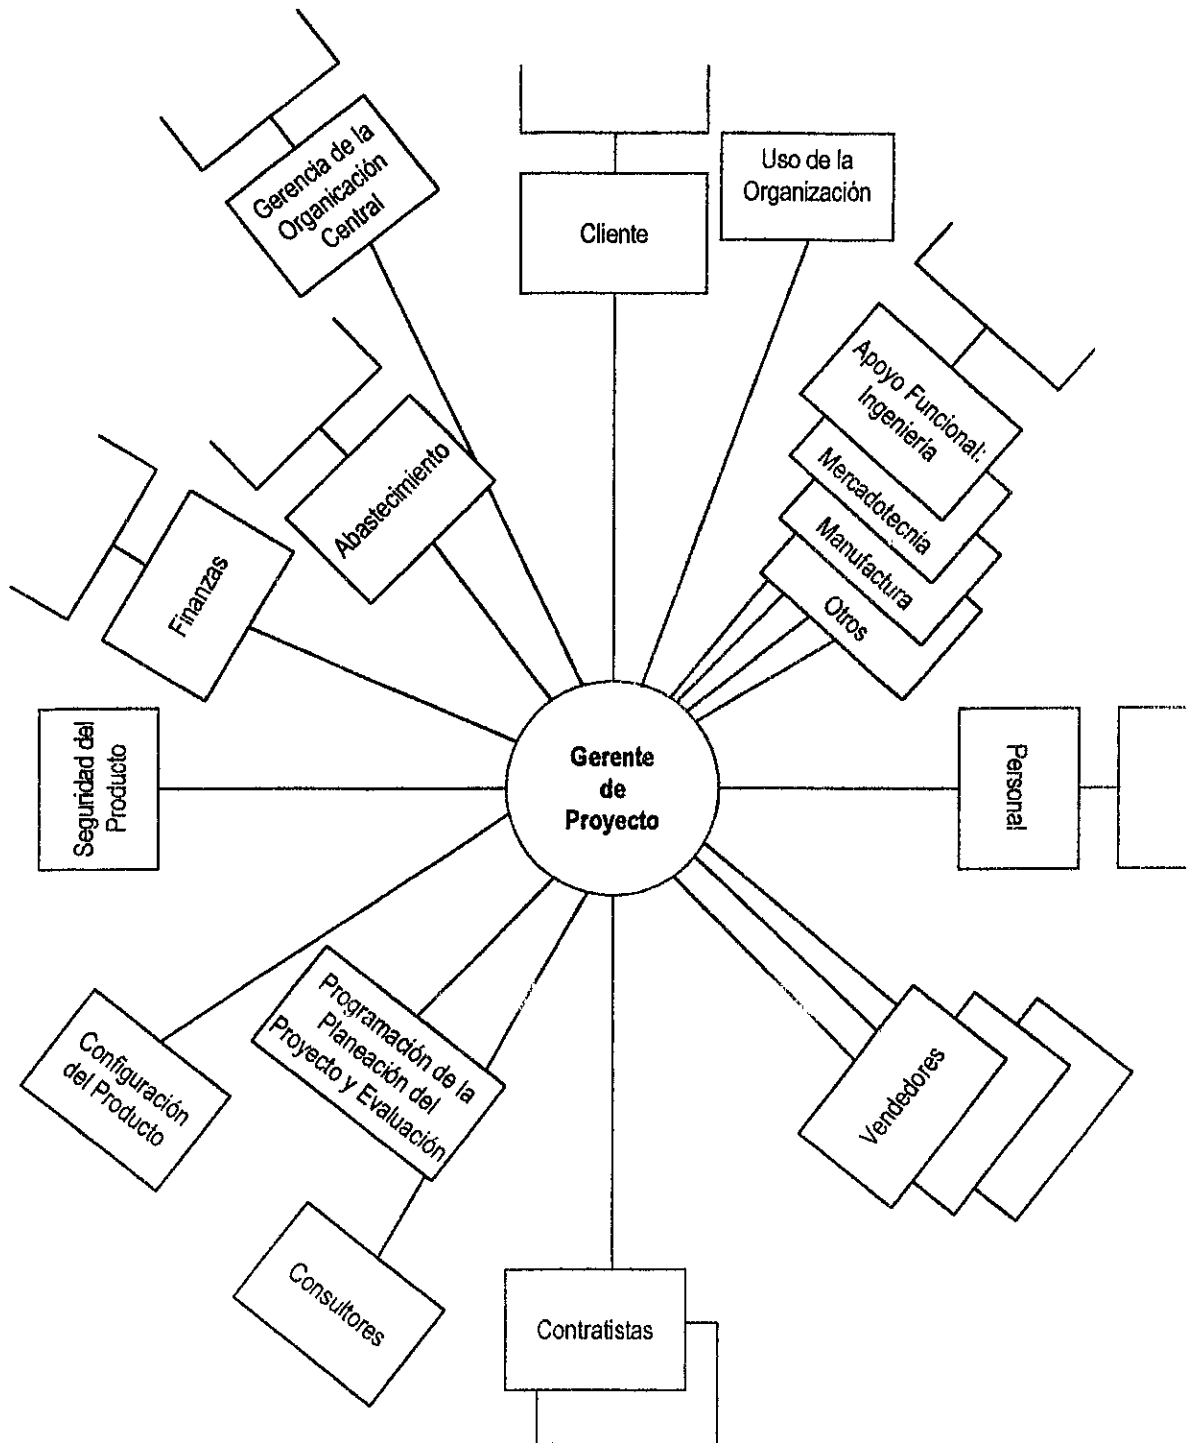 Gerencia de la
Organicación
Central
Cliente
Uso de la
Organización
Apoyo Funcional:
Ingeniería
Mercadotecnia
Manufactura
Otros
Abastecimiento
Finanzas
Seguridad del
Producto
Gerente
de
Proyecto
Personal
Configuración
del Producto
Programación de la
Planeación del
Proyecto y Evaluación
Vendedores
Consultores
Contratistas